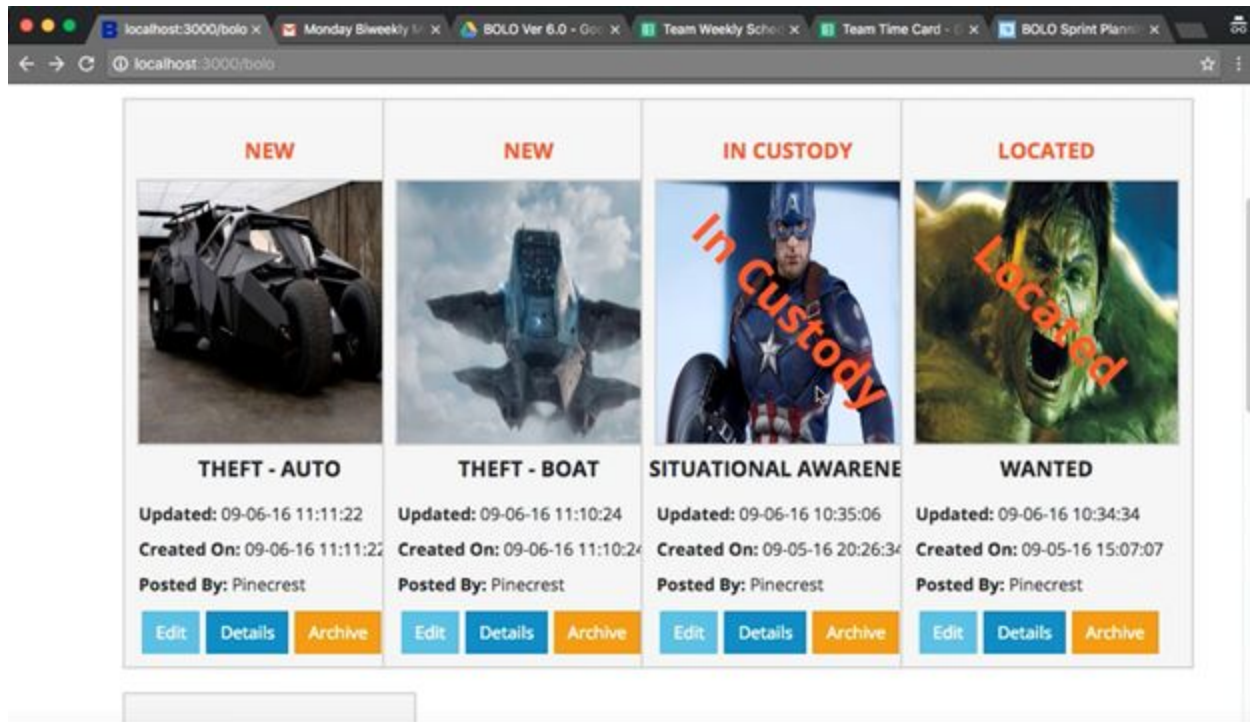 localhost:3000/bolo
Monday Biweekly M
BOLO Ver 6.0 - Goo
Team Weekly Sched
Team Time Card - G
BOLO Sprint Plannin
localhost:3000/bolo
NEW
NEW
IN CUSTODY
LOCATED
In Custody
Located
THEFT - AUTO
THEFT - BOAT
SITUATIONAL AWARENE
WANTED
Updated: 09-06-16 11:11:22
Updated: 09-06-16 11:10:24
Updated: 09-06-16 10:35:06
Updated: 09-06-16 10:34:34
Created On: 09-06-16 11:11:22
Created On: 09-06-16 11:10:24
Created On: 09-05-16 20:26:34
Created On: 09-05-16 15:07:07
Posted By: Pinecrest
Posted By: Pinecrest
Posted By: Pinecrest
Posted By: Pinecrest
Edit Details Archive
Edit Details Archive
Edit Details Archive
Edit Details Archive